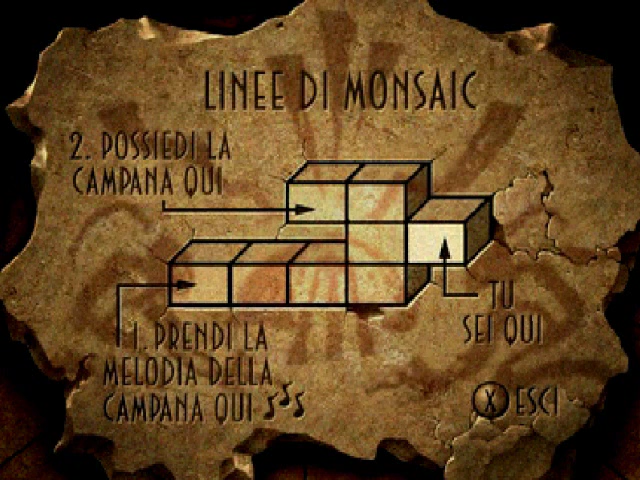 LINEE DI MONSAIC
2. POSSIEDI LA
CAMPANA QUI
TU
SEI QUI
1. PRENDI LA
MELODIA DELLA
CAMPANA QUI
X ESCI